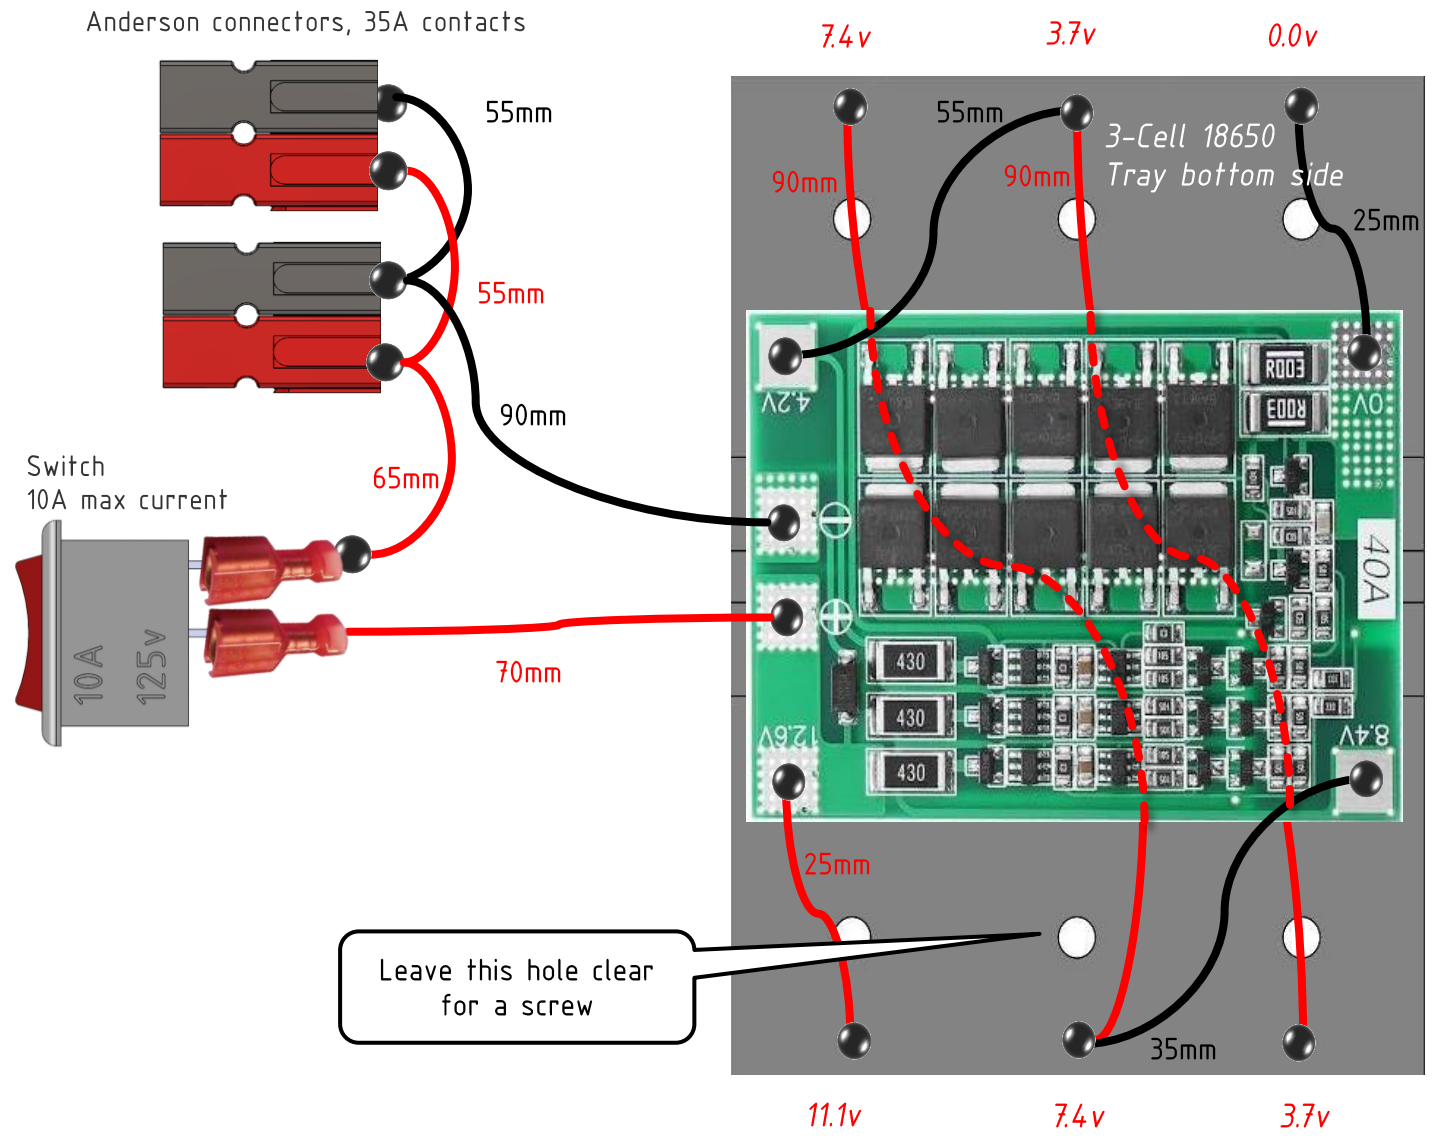 Anderson connectors, 35A contacts
7.4v
3.7v
0.0v
55mm
55mm
3-Cell 18650
Tray bottom side
90mm
90mm
25mm
55mm
4.2V
R003
R003
0V
90mm
Switch
10A max current
65mm
40A
10A
125v
70mm
430
430
430
12.6V
8.4V
25mm
Leave this hole clear
for a screw
35mm
11.1v
7.4v
3.7v